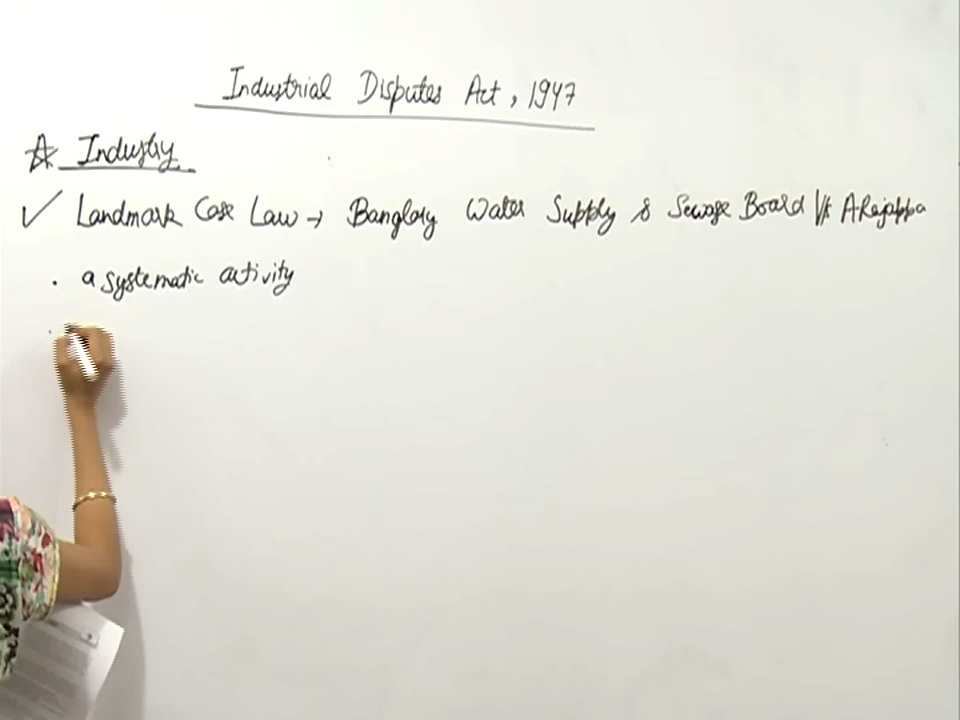 Industrial Disputes Act, 1947
☆ Industry
✓ Landmark Case Law → Banglory Water Supply & Sewage Board V/s A Rajappa
. a systematic activity
.